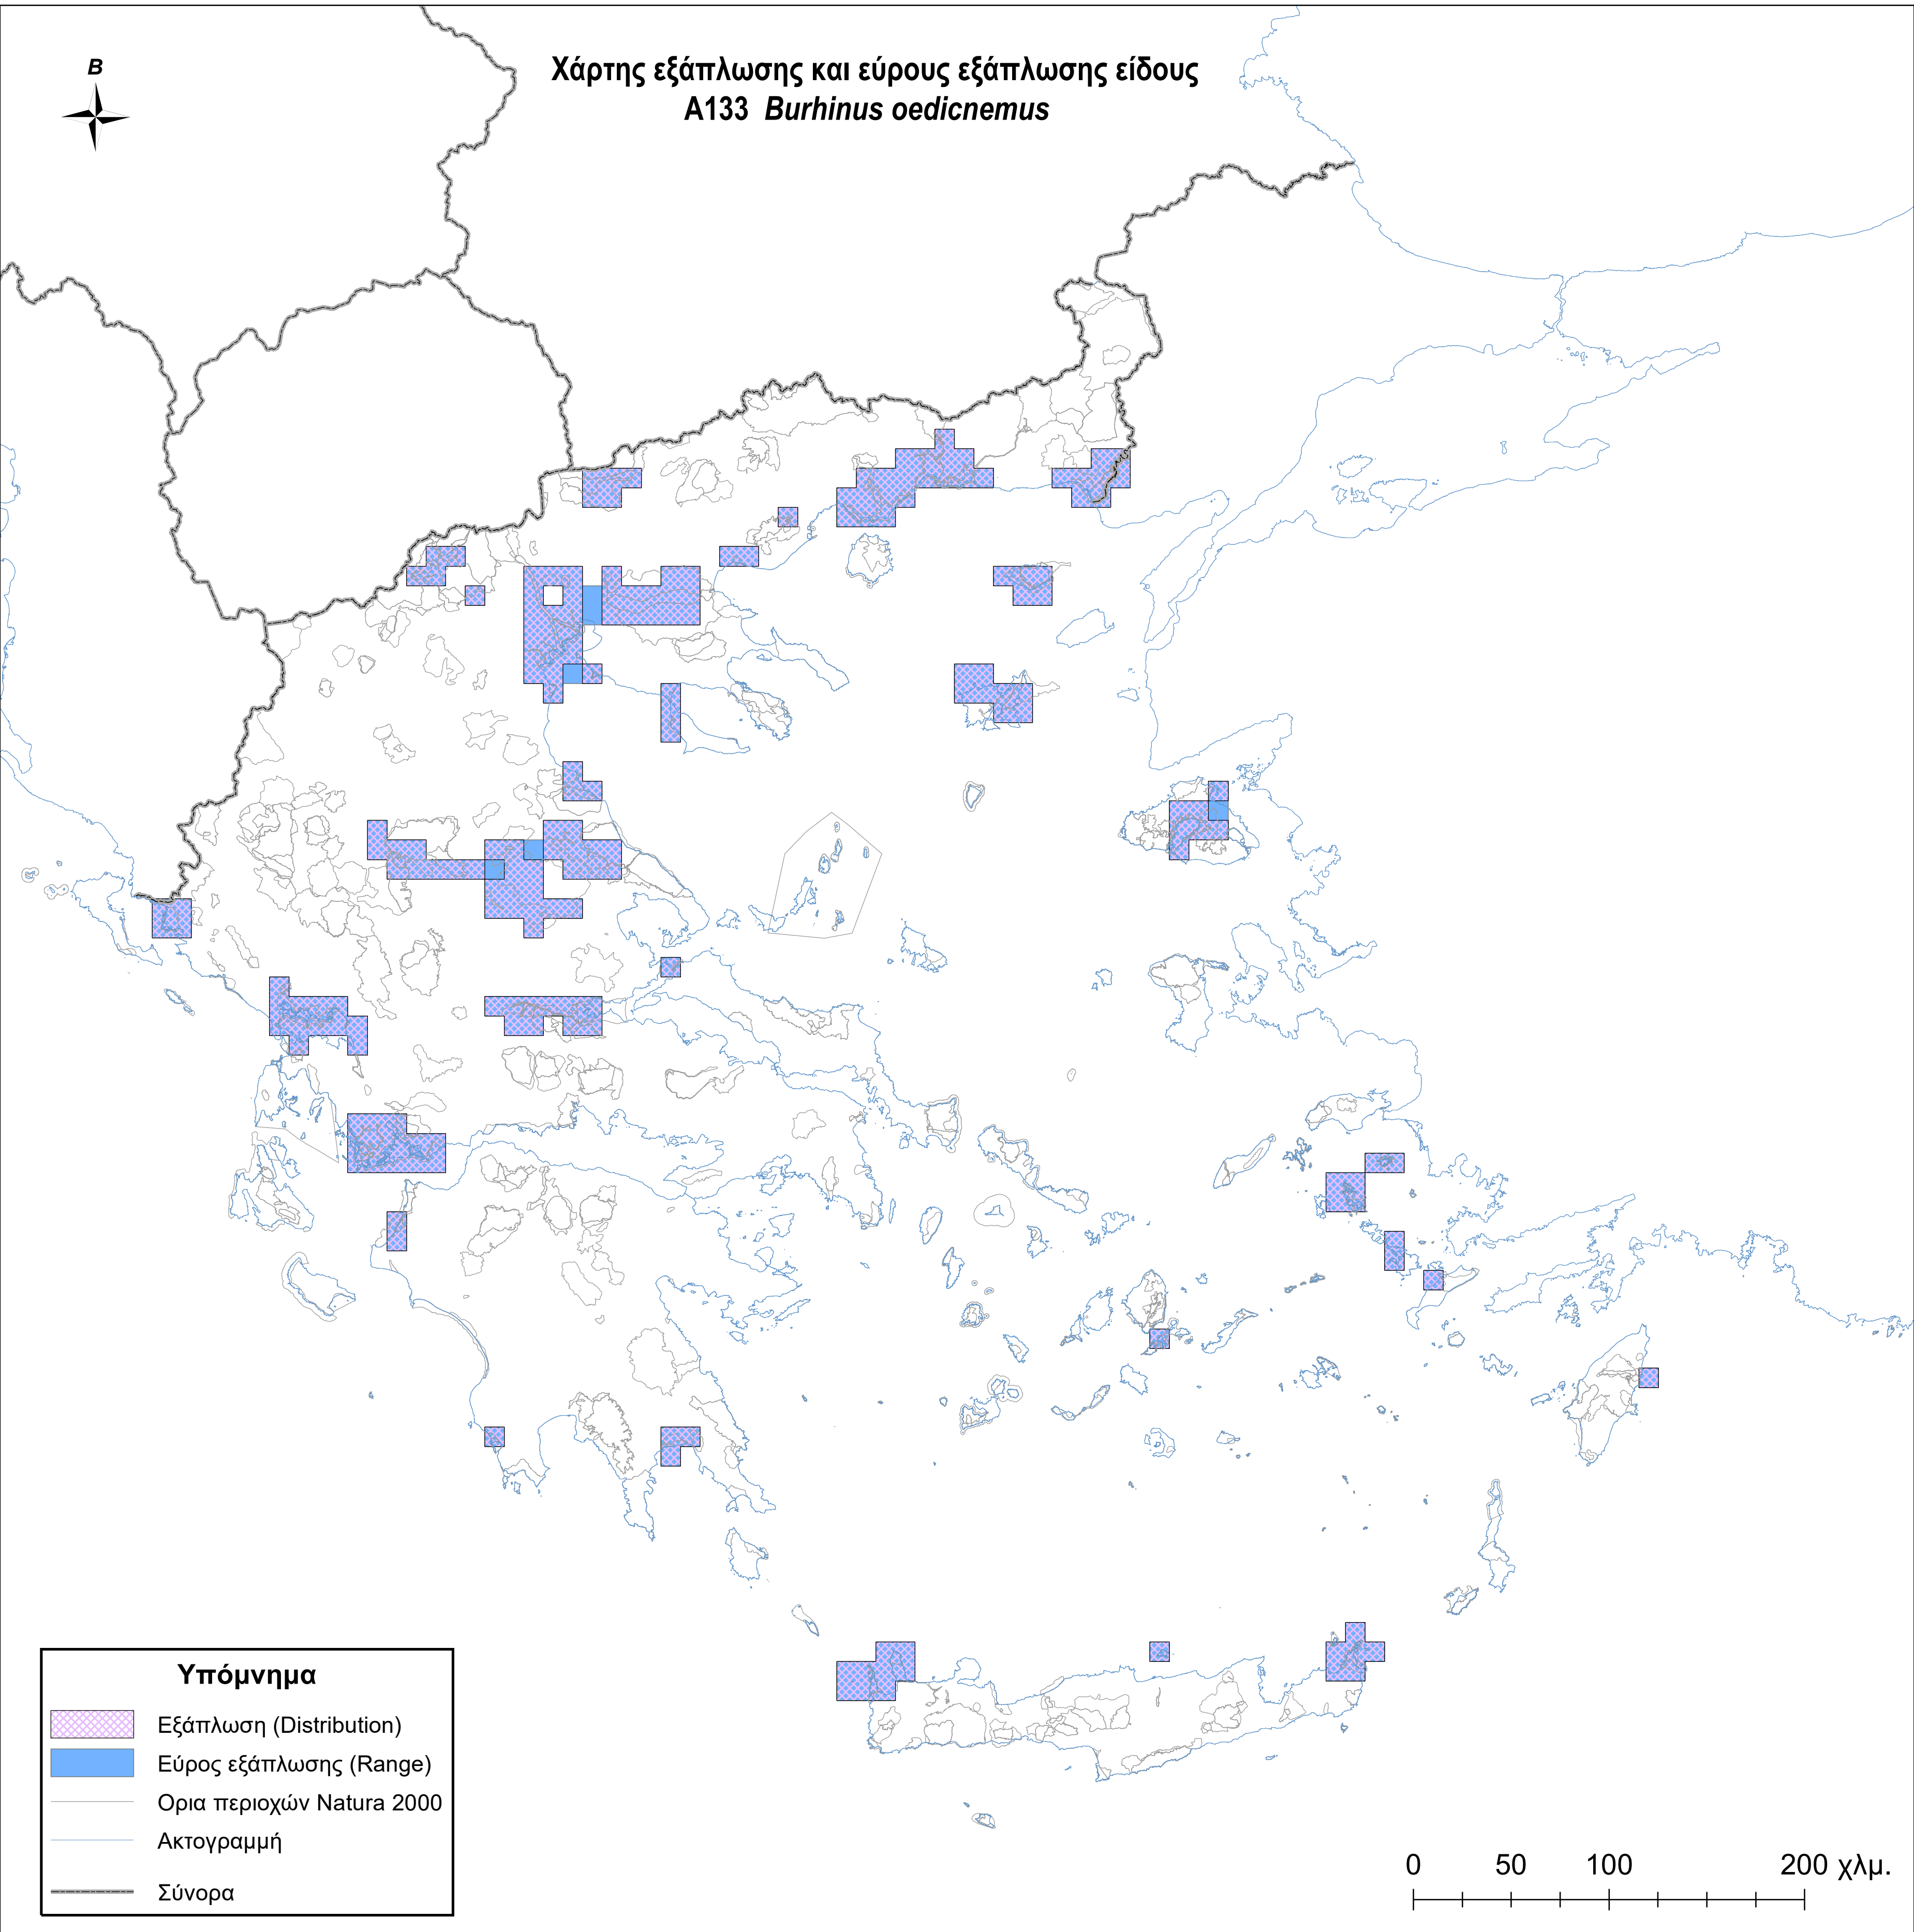 Χάρτης εξάπλωσης και εύρους εξάπλωσης είδους
A133 Burhinus oedicnemus
Β
Υπόμνημα
Εξάπλωση (Distribution)
Εύρος εξάπλωσης (Range)
Ορια περιοχών Natura 2000
Ακτογραμμή
Σύνορα
0 50 100 200 χλμ.